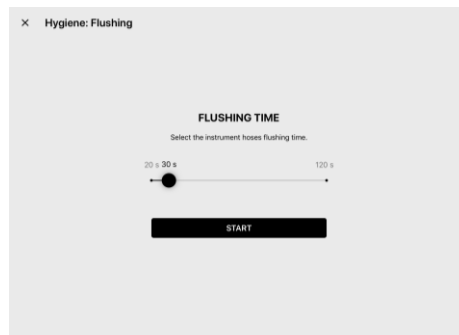 × Hygiene: Flushing
FLUSHING TIME
Select the instrument hoses flushing time.
20 s 30 s 120 s
START